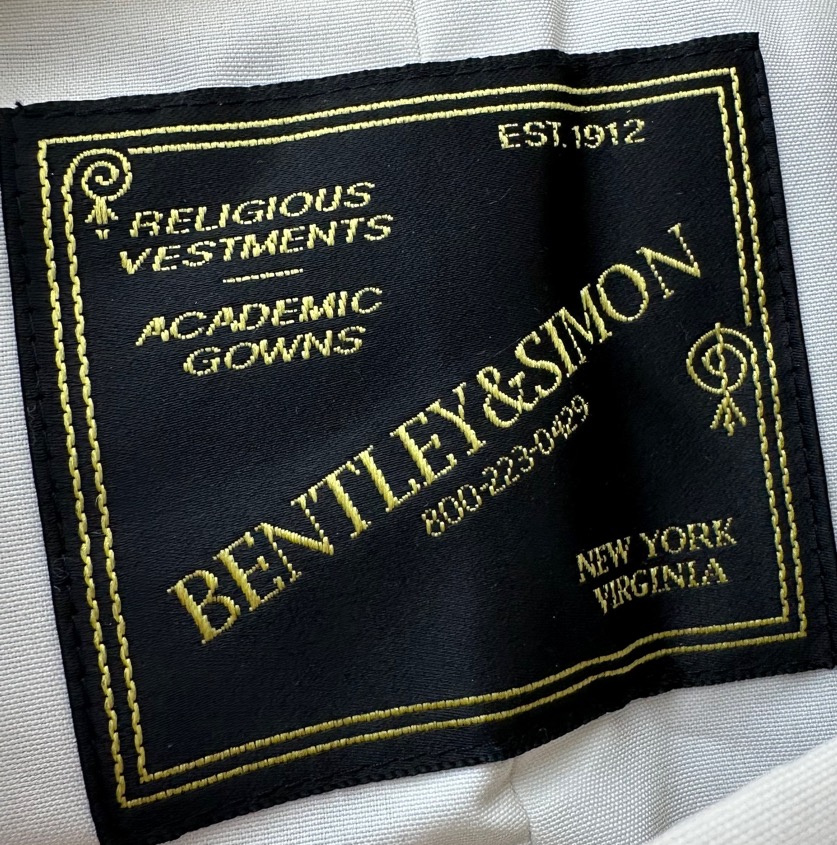 EST. 1912
RELIGIOUS
VESTMENTS
ACADEMIC
GOWNS
BENTLEY&SIMON
800-223-0429
NEW YORK
VIRGINIA